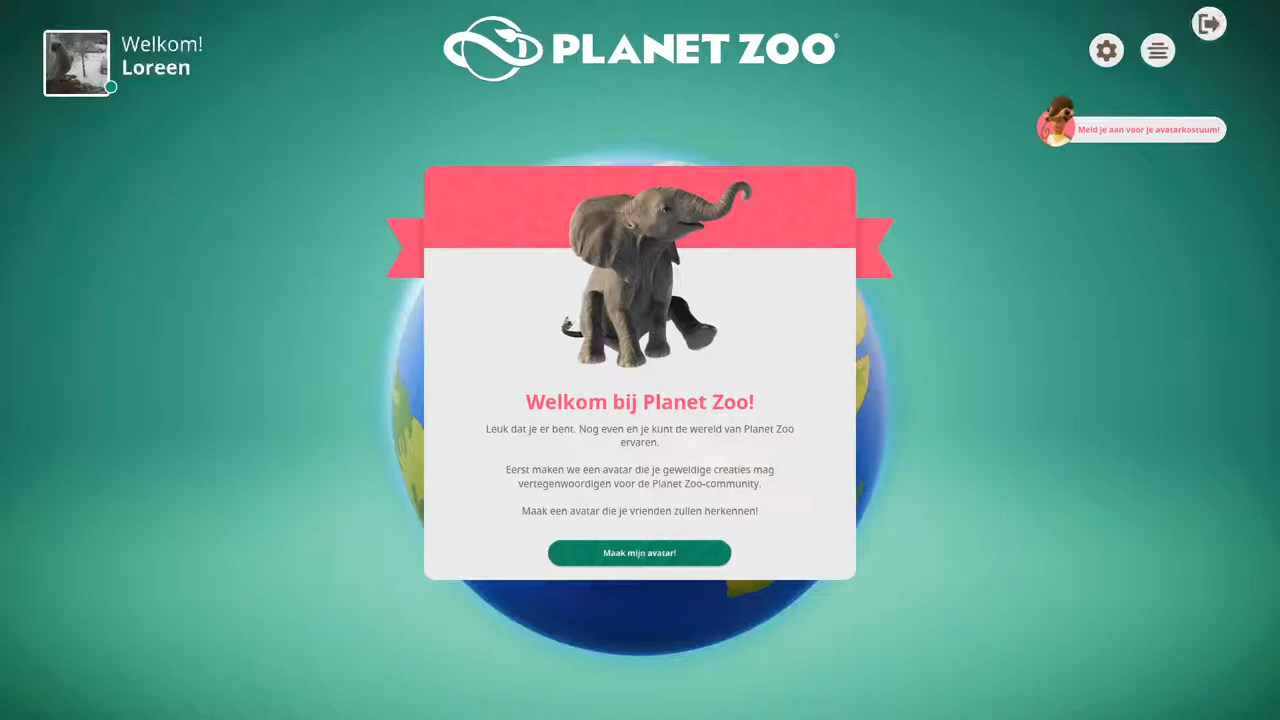 Welkom!
Loreen
PLANET ZOO®
Meld je aan voor je avatarkostuum!
Welkom bij Planet Zoo!
Leuk dat je er bent. Nog even en je kunt de wereld van Planet Zoo
ervaren.
Eerst maken we een avatar die je geweldige creaties mag
vertegenwoordigen voor de Planet Zoo-community.
Maak een avatar die je vrienden zullen herkennen!
Maak mijn avatar!